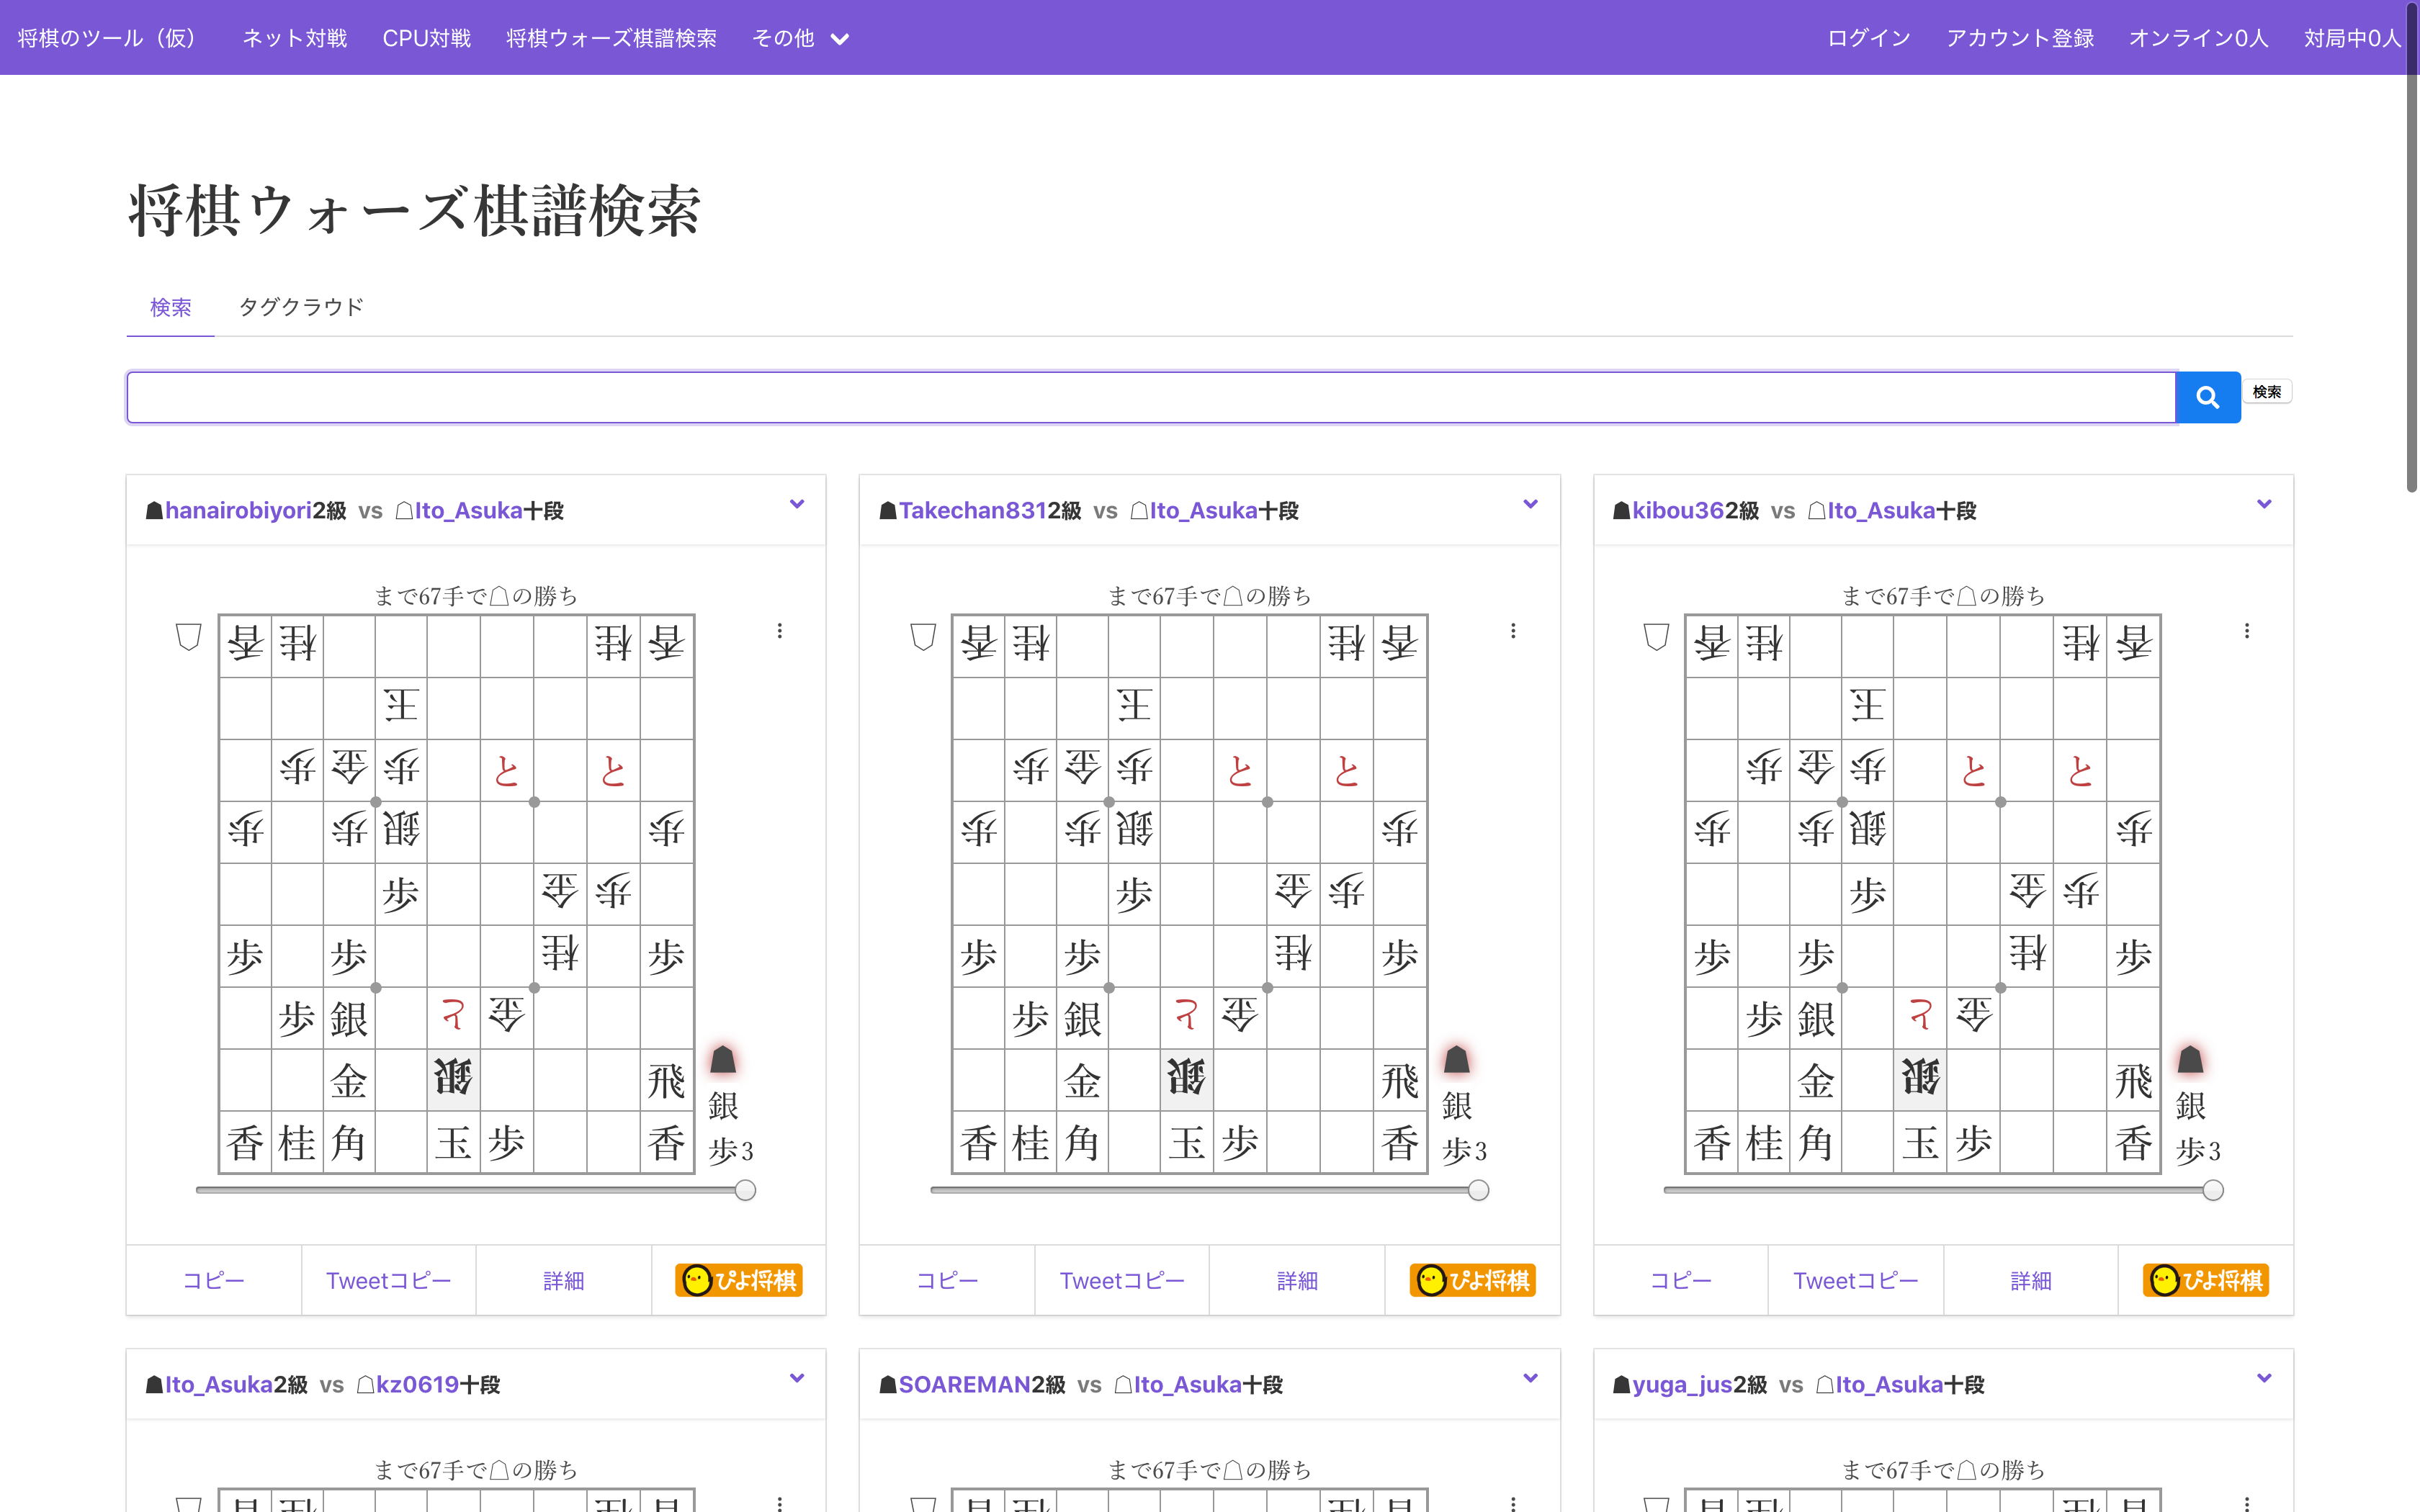 将棋のツール（仮） ネット対戦 CPU対戦 将棋ウォーズ棋譜検索 その他 ログイン アカウント登録 オンライン0人 対局中0人
将棋ウォーズ棋譜検索
検索 タグクラウド
検索
☗hanairobiyori2級 vs ☖Ito_Asuka十段
まで67手で☖の勝ち
香 桂 桂 香
王
歩 金 歩 と と
歩 歩 銀 歩
歩 金 歩
歩 歩 桂 歩
歩 銀 と 金
金 銀 飛
香 桂 角 玉 歩 香
銀
歩3
コピー Tweetコピー 詳細 ぴよ将棋
☗Takechan8312級 vs ☖Ito_Asuka十段
まで67手で☖の勝ち
香 桂 桂 香
王
歩 金 歩 と と
歩 歩 銀 歩
歩 金 歩
歩 歩 桂 歩
歩 銀 と 金
金 銀 飛
香 桂 角 玉 歩 香
銀
歩3
コピー Tweetコピー 詳細 ぴよ将棋
☗kibou362級 vs ☖Ito_Asuka十段
まで67手で☖の勝ち
香 桂 桂 香
王
歩 金 歩 と と
歩 歩 銀 歩
歩 金 歩
歩 歩 桂 歩
歩 銀 と 金
金 銀 飛
香 桂 角 玉 歩 香
銀
歩3
コピー Tweetコピー 詳細 ぴよ将棋
☗Ito_Asuka2級 vs ☖kz0619十段
まで67手で☖の勝ち
☗SOAREMAN2級 vs ☖Ito_Asuka十段
まで67手で☖の勝ち
☗yuga_jus2級 vs ☖Ito_Asuka十段
まで67手で☖の勝ち